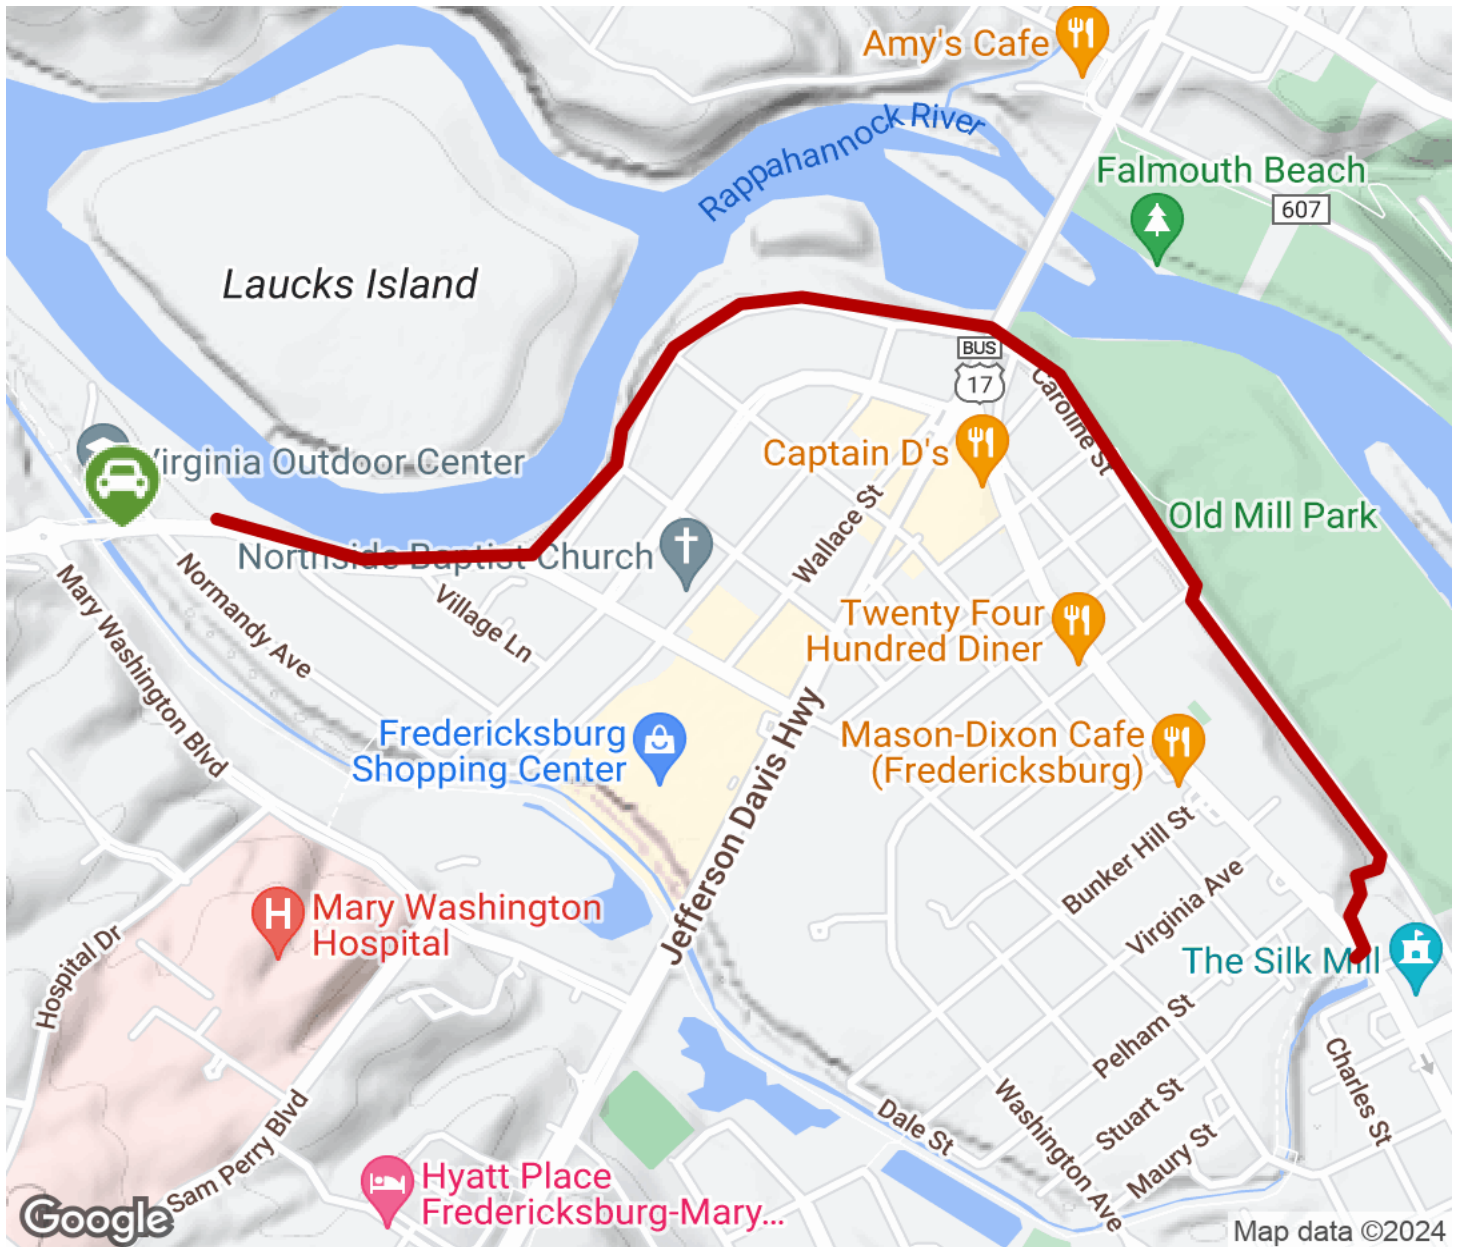 Amy's Cafe
Rappahannock River
Falmouth Beach
607
Laucks Island
BUS
17
Caroline St
Captain D's
Virginia Outdoor Center
Wallace St
Old Mill Park
Northside Baptist Church
Normandy Ave
Village Ln
Mary Washington Blvd
Twenty Four
Hundred Diner
Jefferson Davis Hwy
Fredericksburg
Shopping Center
Mason-Dixon Cafe
(Fredericksburg)
Bunker Hill St
Virginia Ave
H
Mary Washington
Hospital
Hospital Dr
The Silk Mill
Pelham St
Charles St
Washington Ave
Stuart St
Maury St
Dale St
Sam Perry Blvd
Hyatt Place
Fredericksburg-Mary...
Google
Map data ©2024